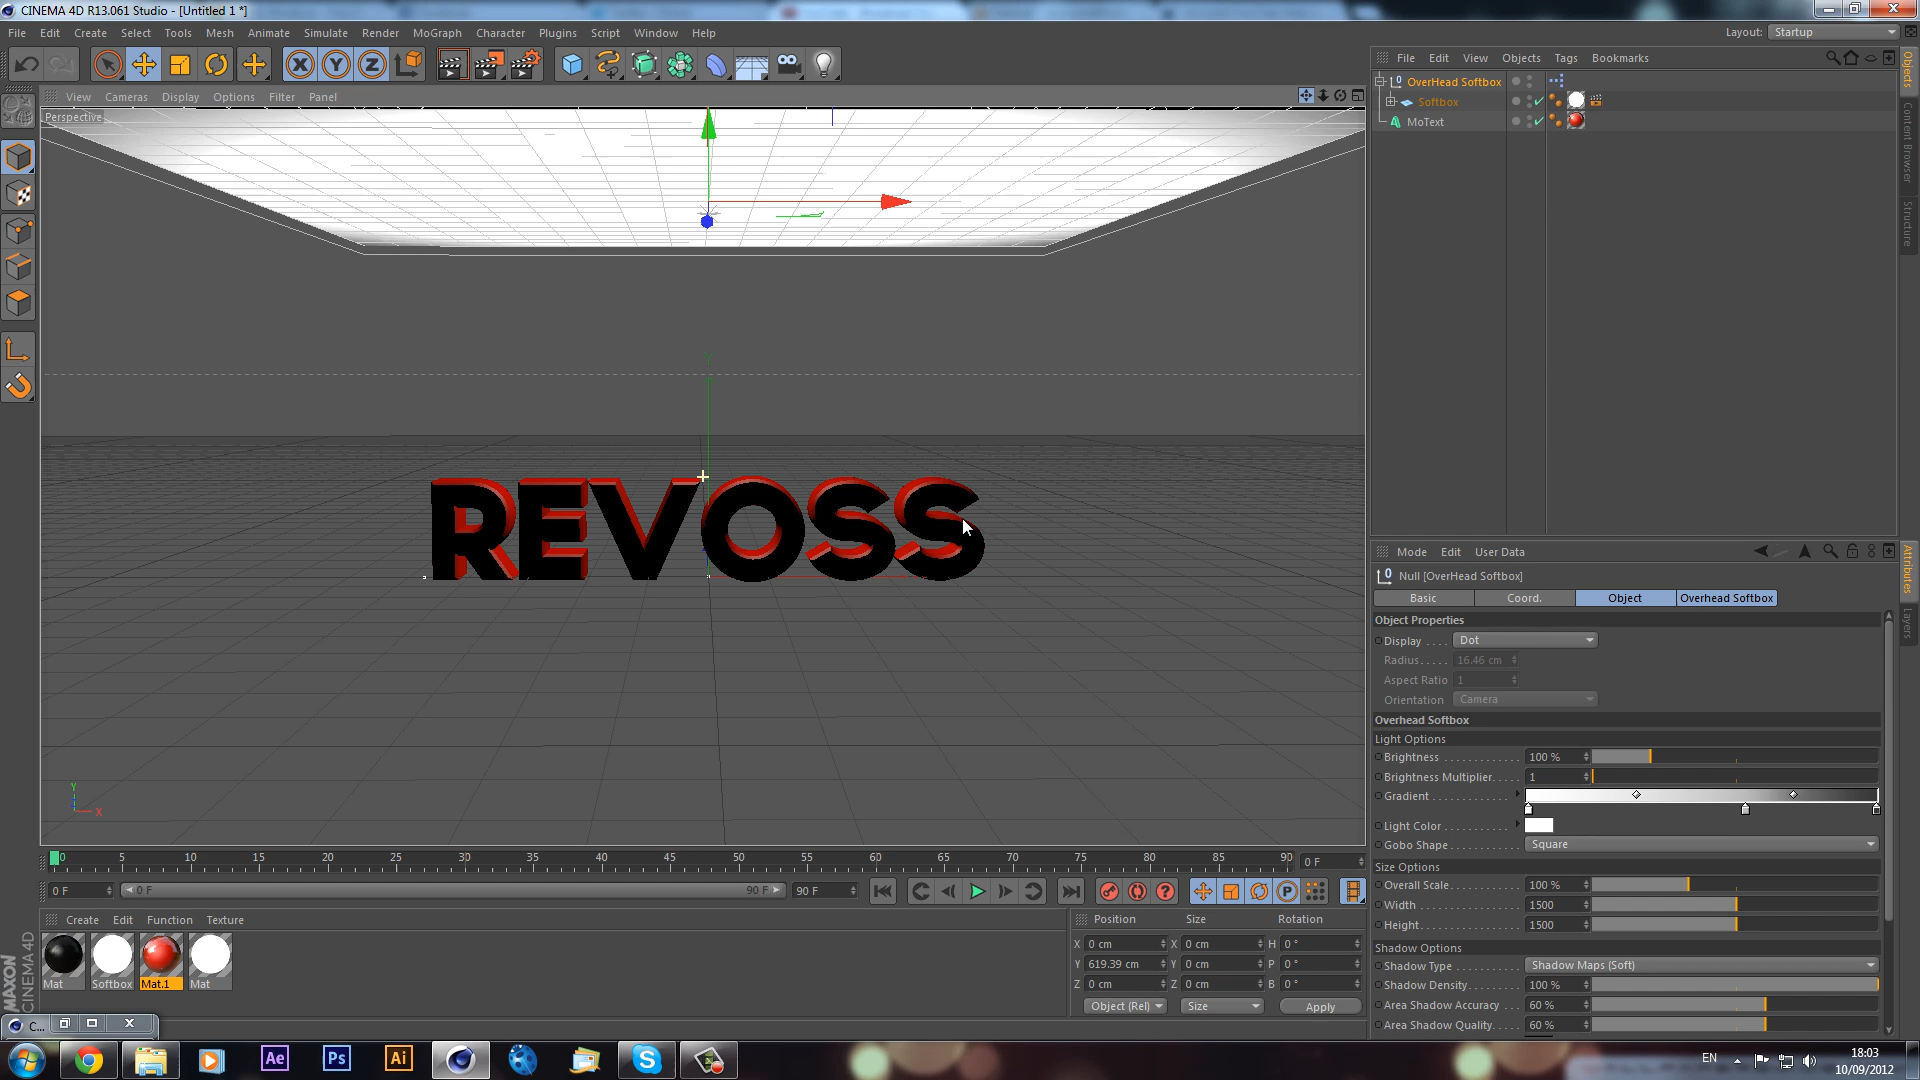 CINEMA 4D R13.061 Studio - [Untitled 1 *]
File Edit Create Select Tools Mesh Animate Simulate Render MoGraph Character Plugins Script Window Help
Layout: Startup
File Edit View Objects Tags Bookmarks
OverHead Softbox
Softbox
MoText
Objects
Content Browser
Structure
View Cameras Display Options Filter Panel
Perspective
REVOSS
Y
X
Mode Edit User Data
Null [OverHead Softbox]
Basic Coord. Object Overhead Softbox
Attributes
Layers
Object Properties
Display Dot
Radius 16.46 cm
Aspect Ratio 1
Orientation Camera
Overhead Softbox
Light Options
Brightness 100 %
Brightness Multiplier 1
Gradient
Light Color
Gobo Shape Square
Size Options
Overall Scale 100 %
Width 1500
Height 1500
Shadow Options
Shadow Type Shadow Maps (Soft)
Shadow Density 100 %
Area Shadow Accuracy 60 %
Area Shadow Quality 60 %
0 5 10 15 20 25 30 35 40 45 50 55 60 65 70 75 80 85 90 0 F
0 F 0 F 90 F 90 F
Create Edit Function Texture
Mat Softbox Mat.1 Mat
MAXON CINEMA 4D
Position Size Rotation
X 0 cm X 0 cm H 0 °
Y 619.39 cm Y 0 cm P 0 °
Z 0 cm Z 0 cm B 0 °
Object (Rel) Size Apply
C...
Ae Ps Ai
EN
18:03
10/09/2012